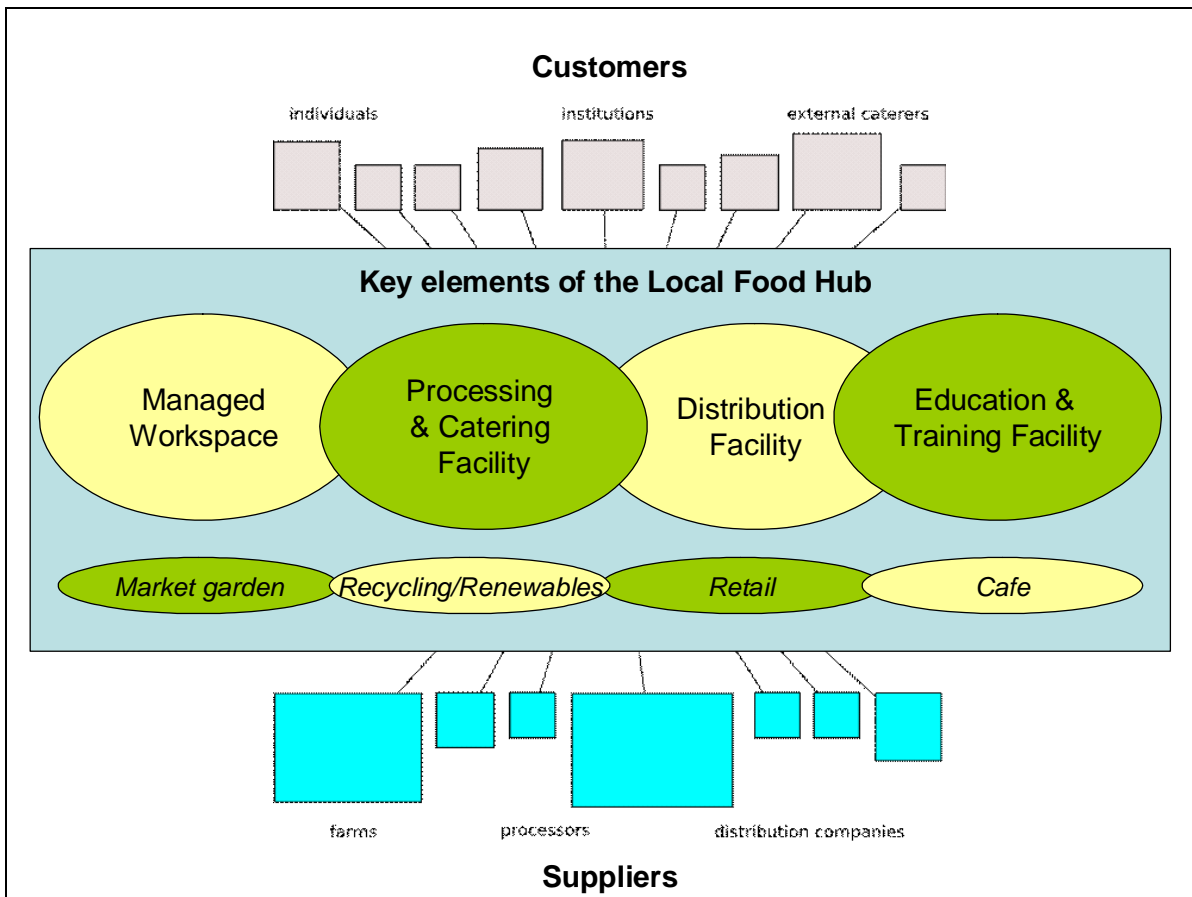 Customers
individuals
institutions
external caterers
Key elements of the Local Food Hub
Managed
Workspace
Processing
& Catering
Facility
Distribution
Facility
Education &
Training Facility
Market garden
Recycling/Renewables
Retail
Cafe
farms
processors
distribution companies
Suppliers